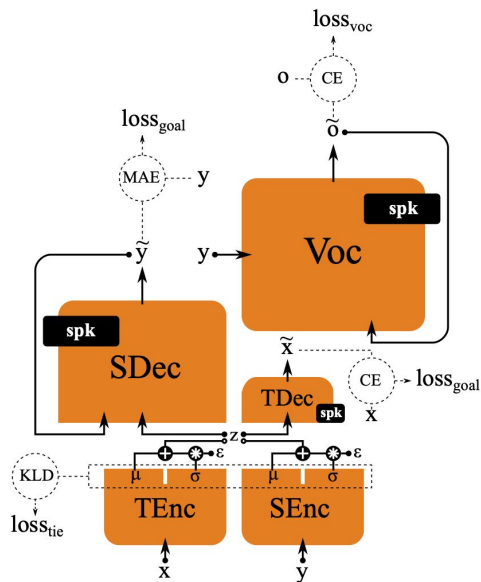 loss_voc
o CE
õ
loss_goal
MAE y
ỹ y
spk
Voc
spk
SDec
x̃
CE loss_goal
x
TDec
spk
z
ε ε
KLD μ σ μ σ
loss_tie
TEnc SEnc
x y